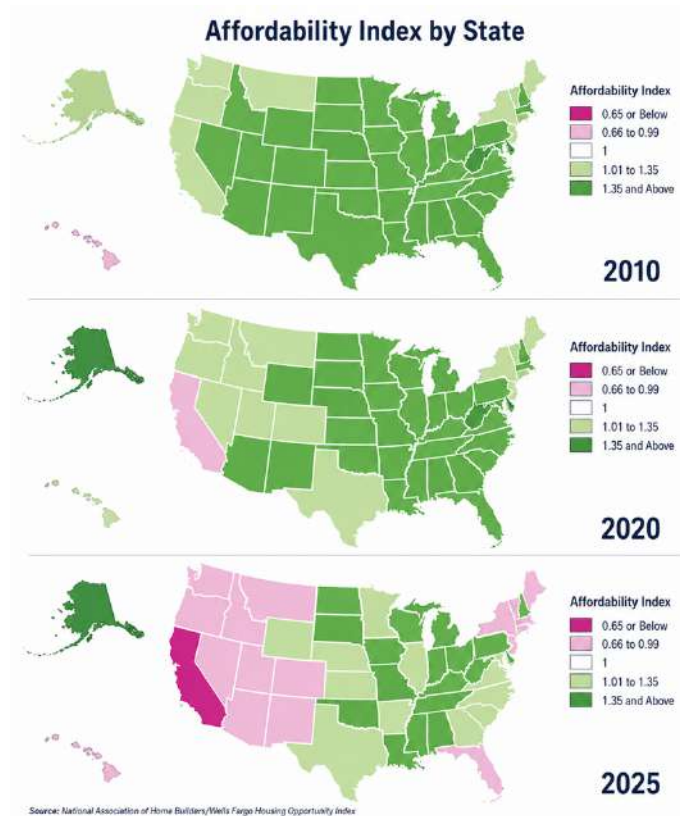 Affordability Index by State
Affordability Index
0.65 or Below
0.66 to 0.99
1
1.01 to 1.35
1.35 and Above
2010
Affordability Index
0.65 or Below
0.66 to 0.99
1
1.01 to 1.35
1.35 and Above
2020
Affordability Index
0.65 or Below
0.66 to 0.99
1
1.01 to 1.35
1.35 and Above
2025
Source: National Association of Home Builders/Wells Fargo Housing Opportunity Index